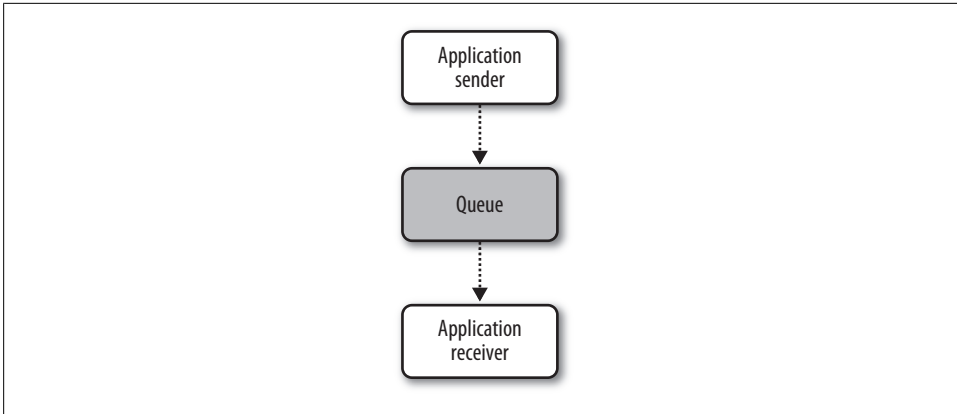 Application
sender
Queue
Application
receiver